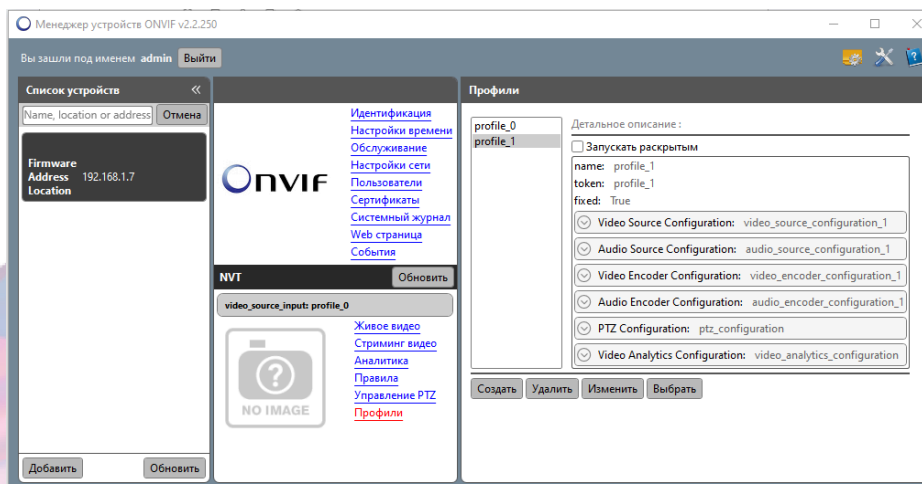 Менеджер устройств ONVIF v2.2.250
Вы зашли под именем admin Выйти
Список устройств
Name, location or address Отмена
Firmware
Address 192.168.1.7
Location
Добавить Обновить
ONVIF
Идентификация
Настройки времени
Обслуживание
Настройки сети
Пользователи
Сертификаты
Системный журнал
Web страница
События
NVT Обновить
video_source_input: profile_0
NO IMAGE
Живое видео
Стриминг видео
Аналитика
Правила
Управление PTZ
Профили
Профили
profile_0
profile_1
Детальное описание :
Запускать раскрытым
name: profile_1
token: profile_1
fixed: True
Video Source Configuration: video_source_configuration_1
Audio Source Configuration: audio_source_configuration_1
Video Encoder Configuration: video_encoder_configuration_1
Audio Encoder Configuration: audio_encoder_configuration_1
PTZ Configuration: ptz_configuration
Video Analytics Configuration: video_analytics_configuration
Создать Удалить Изменить Выбрать